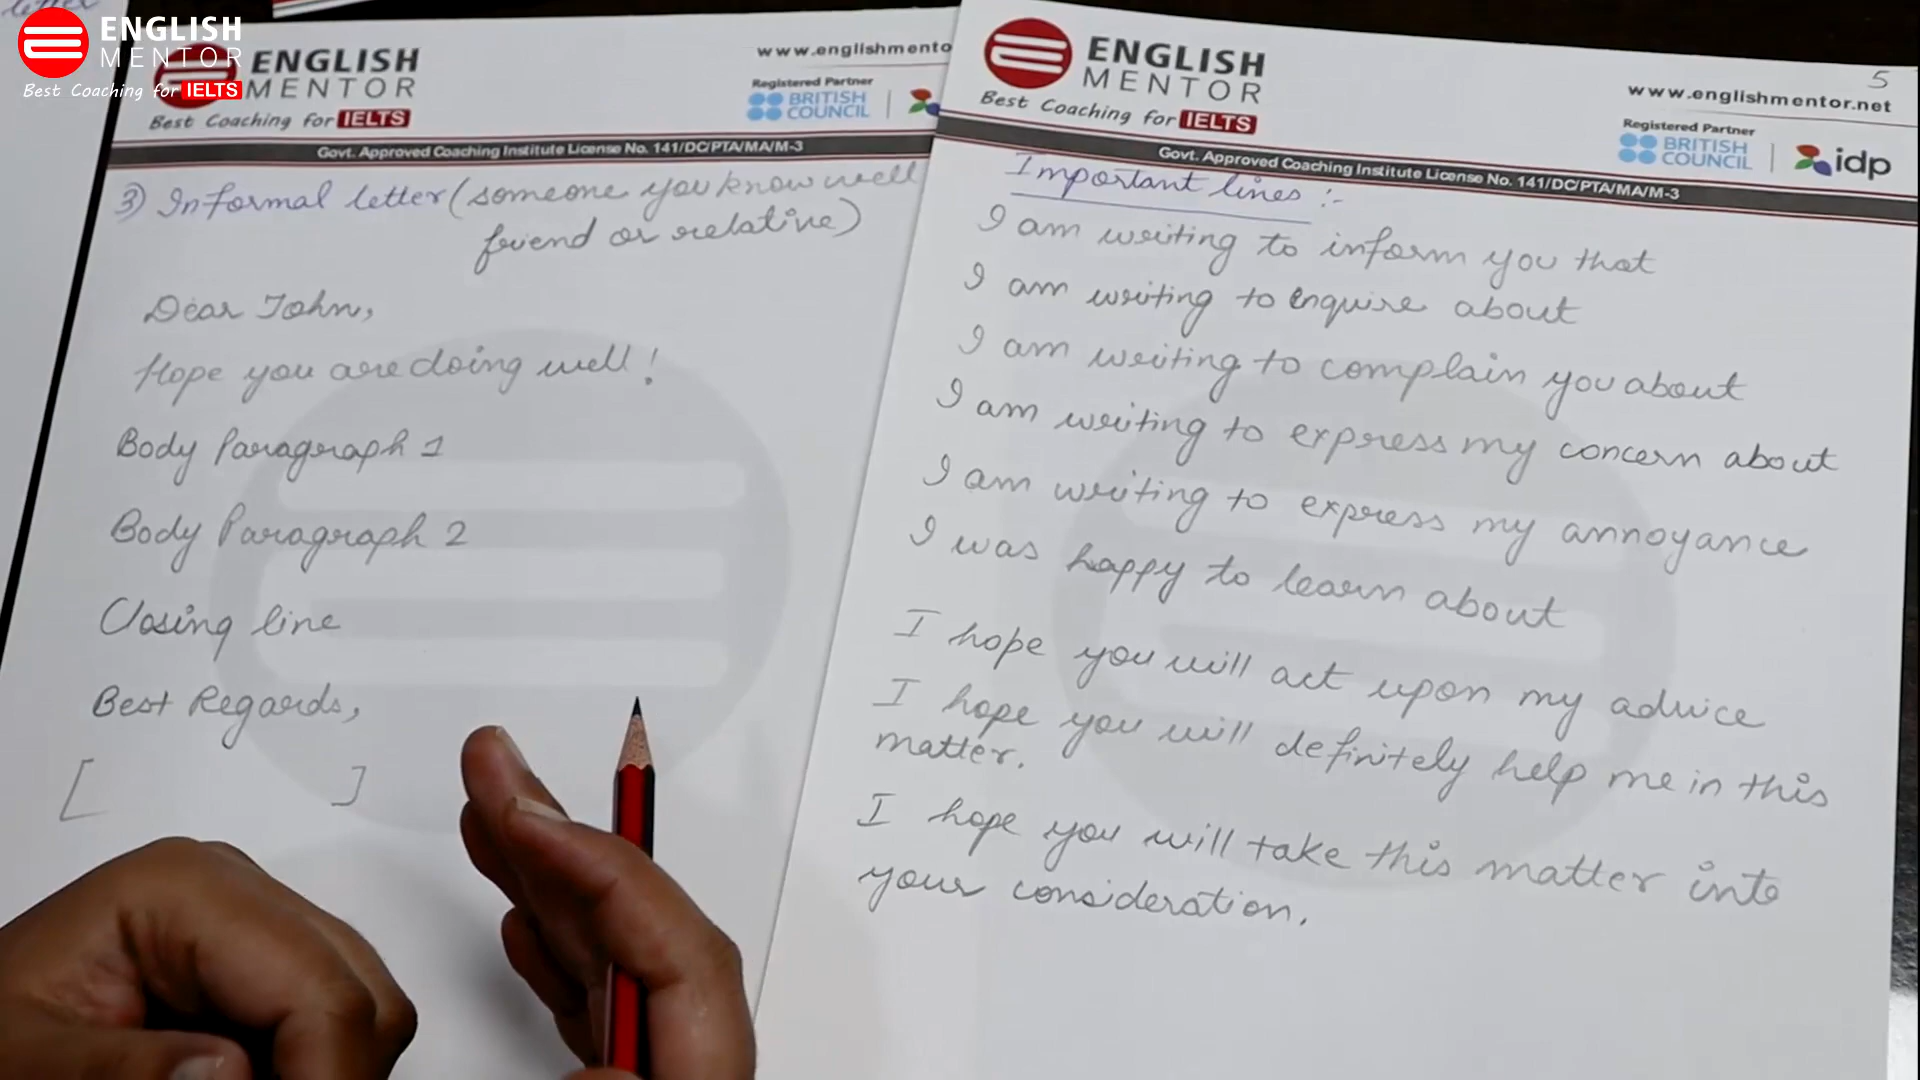 letter
ENGLISH
MENTOR
Best Coaching for IELTS
ENGLISH
MENTOR
Best Coaching for IELTS
www.englishmento
Registered Partner
BRITISH
COUNCIL
Govt. Approved Coaching Institute License No. 141/DC/PTA/MA/M-3
3) Informal letter (someone you know well
friend or relative)
Dear John,
Hope you are doing well!
Body Paragraph 1
Body Paragraph 2
Closing line
Best Regards,
[ ]
ENGLISH
MENTOR
Best Coaching for IELTS
5
www.englishmentor.net
Registered Partner
BRITISH
COUNCIL
idp
Govt. Approved Coaching Institute License No. 141/DC/PTA/MA/M-3
Important lines :-
I am writing to inform you that
I am writing to enquire about
I am writing to complain you about
I am writing to express my concern about
I am writing to express my annoyance
I was happy to learn about
I hope you will act upon my advice
I hope you will definitely help me in this
matter.
I hope you will take this matter into
your consideration.